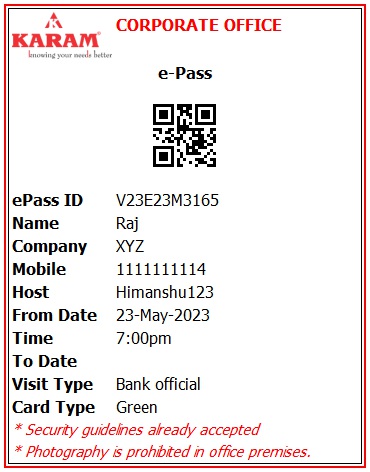 CORPORATE OFFICE
KARAM®
knowing your needs better
e-Pass
ePass ID V23E23M3165
Name Raj
Company XYZ
Mobile 1111111114
Host Himanshu123
From Date 23-May-2023
Time 7:00pm
To Date
Visit Type Bank official
Card Type Green
* Security guidelines already accepted
* Photography is prohibited in office premises.